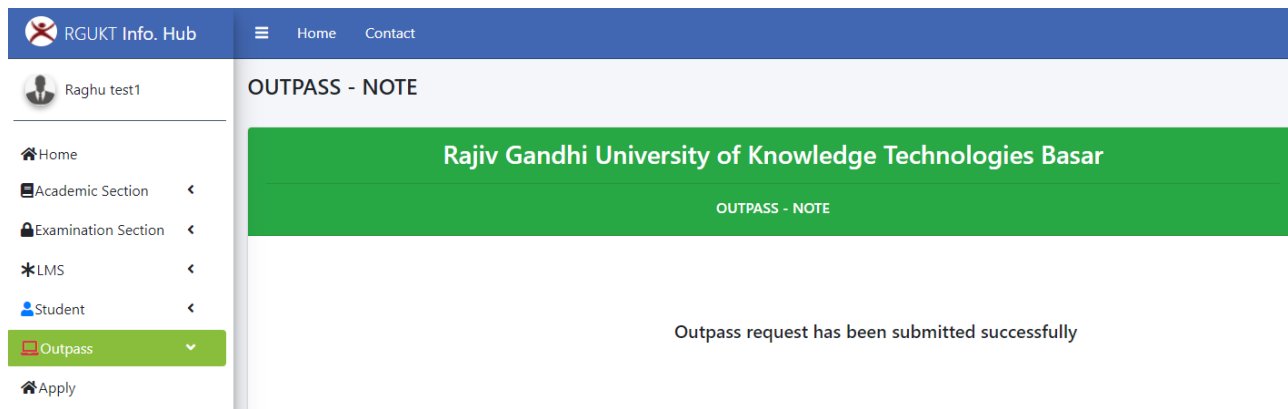 RGUKT Info. Hub
Home Contact
Raghu test1
OUTPASS - NOTE
Rajiv Gandhi University of Knowledge Technologies Basar
OUTPASS - NOTE
Outpass request has been submitted successfully
Home
Academic Section
Examination Section
LMS
Student
Outpass
Apply